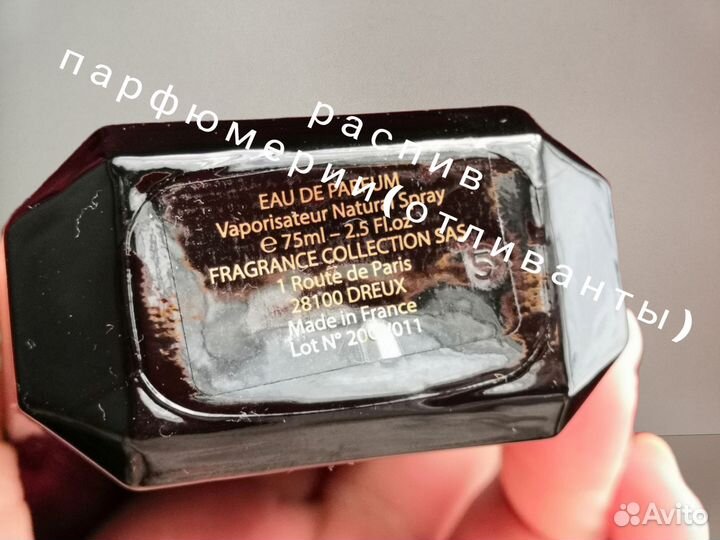 распив
парфюмерии(отливанты)
EAU DE PARFUM
Vaporisateur Natural Spray
℮ 75ml – 2.5 Fl.oz
FRAGRANCE COLLECTION SAS
1 Route de Paris
28100 DREUX
Made in France
Lot N°
Avito